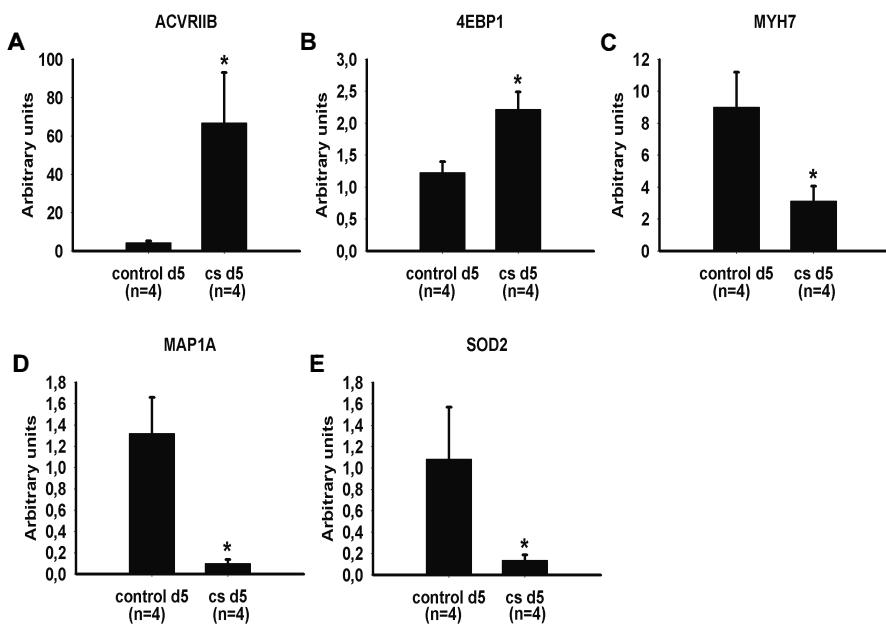 A
ACVRIIB
Arbitrary units
100
80
60
40
20
0
*
control d5
(n=4)
cs d5
(n=4)
B
4EBP1
Arbitrary units
3,0
2,5
2,0
1,5
1,0
0,5
0,0
*
control d5
(n=4)
cs d5
(n=4)
C
MYH7
Arbitrary units
12
10
8
6
4
2
0
*
control d5
(n=4)
cs d5
(n=4)
D
MAP1A
Arbitrary units
1,8
1,6
1,4
1,2
1,0
0,8
0,6
0,4
0,2
0,0
*
control d5
(n=4)
cs d5
(n=4)
E
SOD2
Arbitrary units
1,8
1,6
1,4
1,2
1,0
0,8
0,6
0,4
0,2
0,0
*
control d5
(n=4)
cs d5
(n=4)